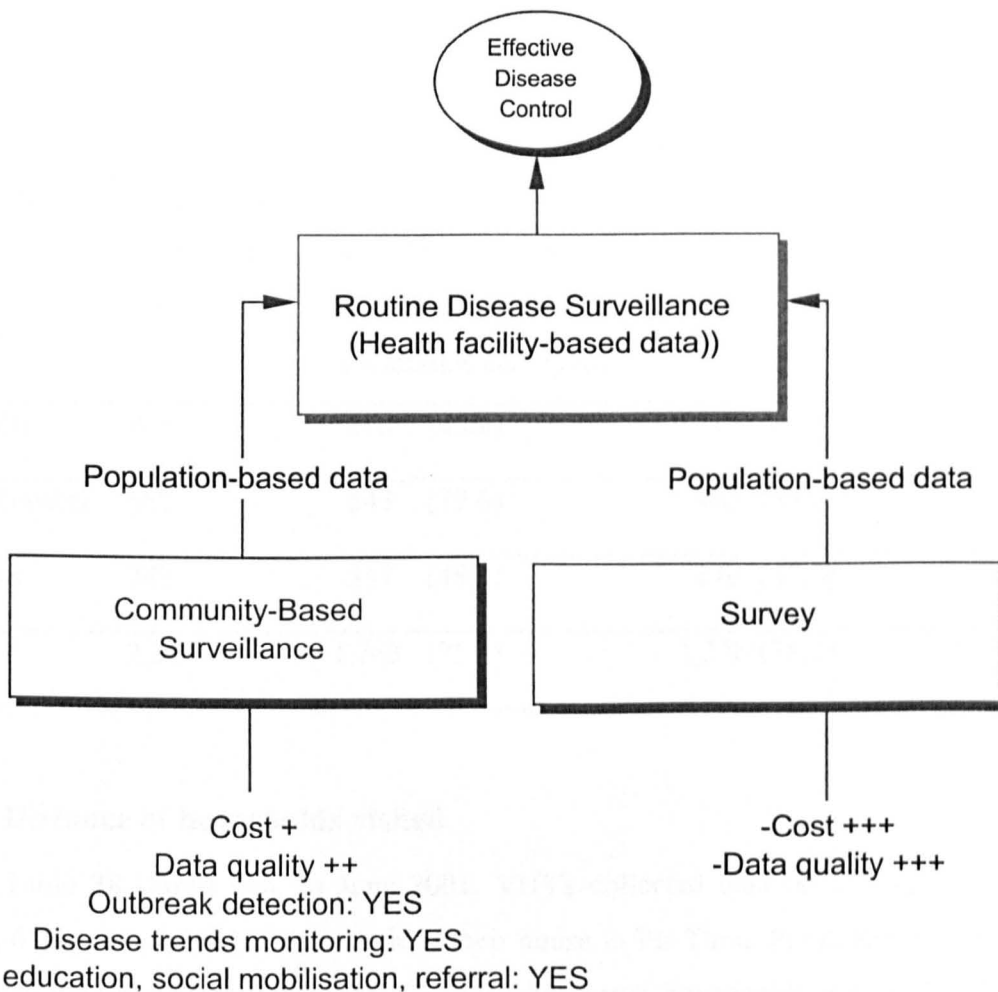 Effective
Disease
Control
Routine Disease Surveillance
(Health facility-based data))
Population-based data
Population-based data
Community-Based
Surveillance
Survey
Cost +
Data quality ++
Outbreak detection: YES
Disease trends monitoring: YES
education, social mobilisation, referral: YES
-Cost +++
-Data quality +++